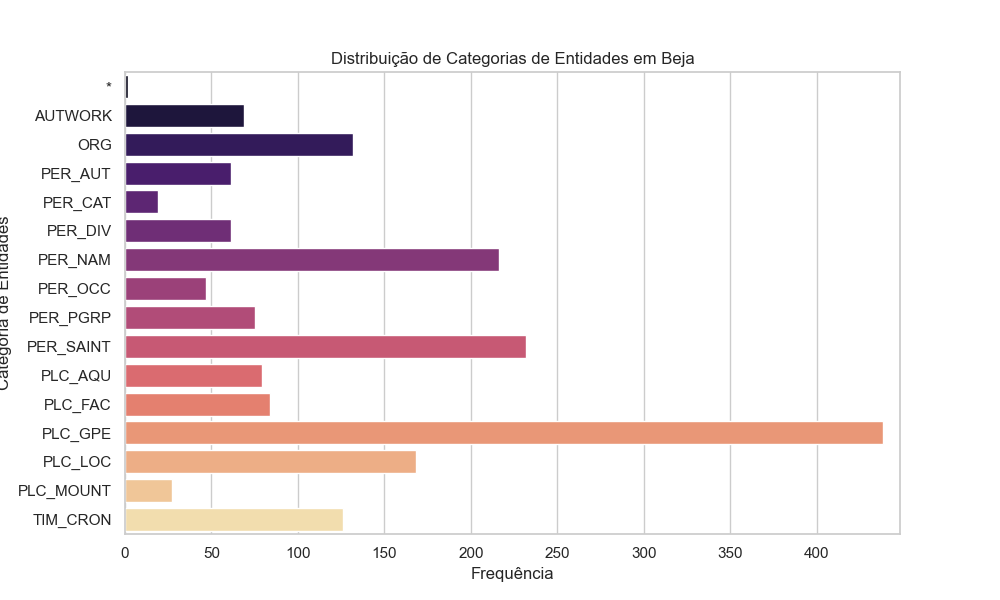 Distribuição de Categorias de Entidades em Beja
*
AUTWORK
ORG
PER_AUT
PER_CAT
PER_DIV
PER_NAM
PER_OCC
PER_PGRP
PER_SAINT
PLC_AQU
PLC_FAC
PLC_GPE
PLC_LOC
PLC_MOUNT
TIM_CRON
Categoria de Entidades
0 50 100 150 200 250 300 350 400
Frequência